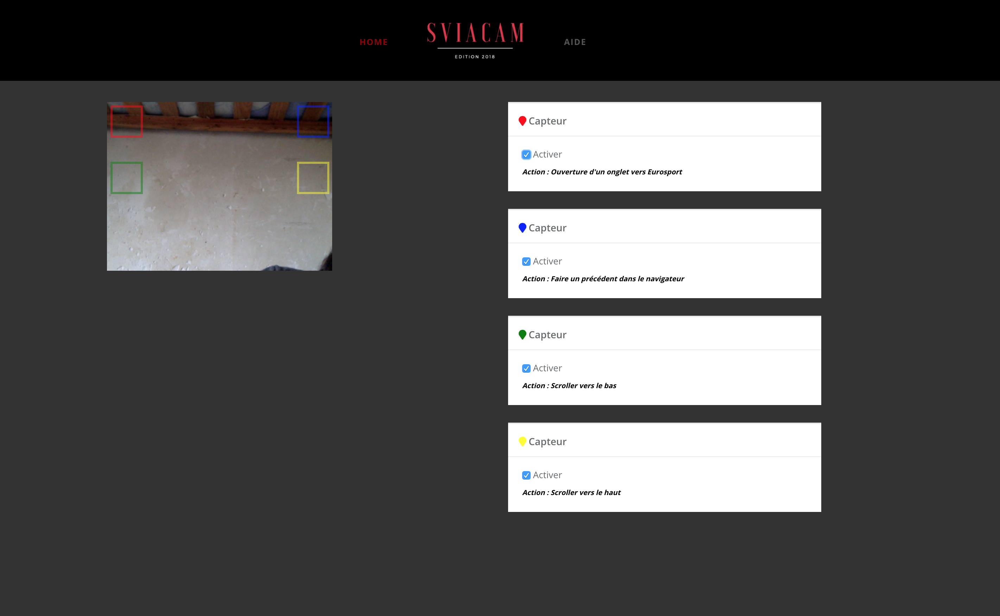 HOME
SVIACAM
EDITION 2018
AIDE
Capteur
Activer
Action : Ouverture d'un onglet vers Eurosport
Capteur
Activer
Action : Faire un précédent dans le navigateur
Capteur
Activer
Action : Scroller vers le bas
Capteur
Activer
Action : Scroller vers le haut